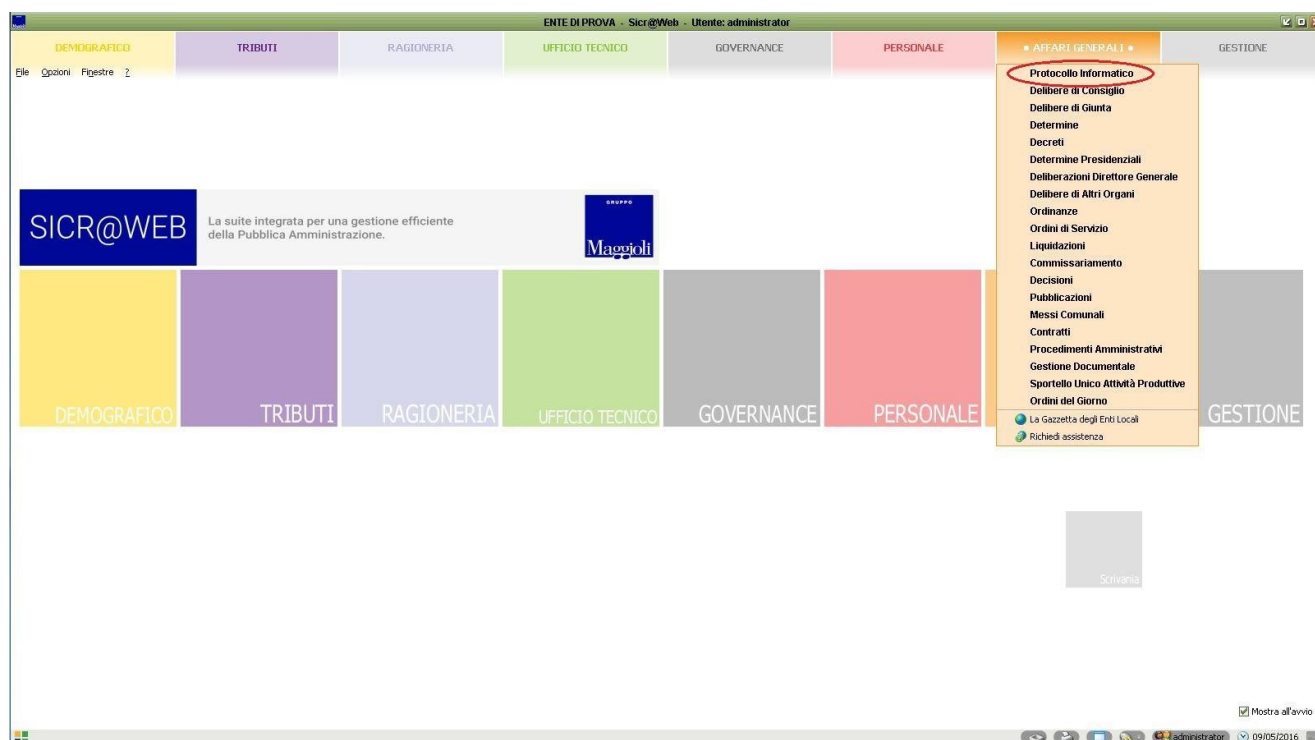 ENTE DI PROVA - Sicr@Web - Utente: administrator
DEMOGRAFICO TRIBUTI RAGIONERIA UFFICIO TECNICO GOVERNANCE PERSONALE AFFARI GENERALI GESTIONE
File Opzioni Finestre ?
Protocollo Informatico
Delibere di Consiglio
Delibere di Giunta
Determine
Decreti
Determine Presidenziali
Deliberazioni Direttore Generale
Delibere di Altri Organi
Ordinanze
Ordini di Servizio
Liquidazioni
Commissariamento
Decisioni
Pubblicazioni
Messi Comunali
Contratti
Procedimenti Amministrativi
Gestione Documentale
Sportello Unico Attività Produttive
Ordini del Giorno
La Gazzetta degli Enti Locali
Richiedi assistenza
SICR@WEB
La suite integrata per una gestione efficiente
della Pubblica Amministrazione.
GRUPPO
Maggioli
DEMOGRAFICO TRIBUTI RAGIONERIA UFFICIO TECNICO GOVERNANCE PERSONALE GESTIONE
Scrivania
Mostra all'avvio
administrator 09/05/2016